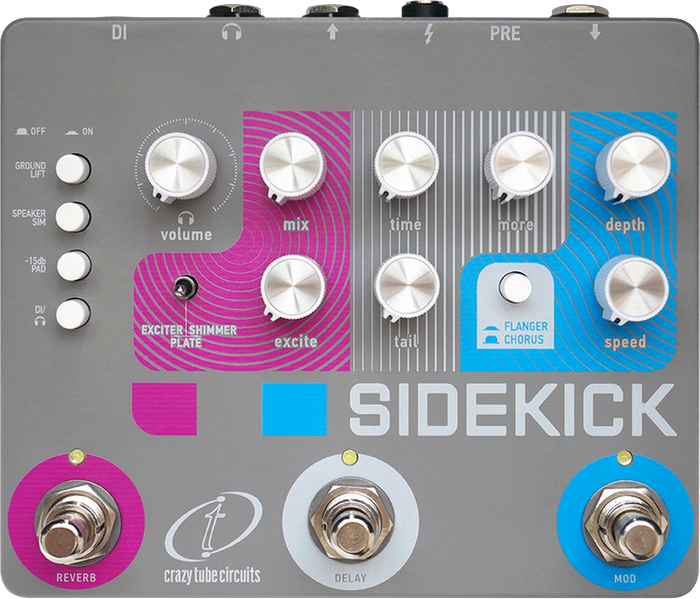 DI
PRE
OFF
ON
GROUND
LIFT
SPEAKER
SIM
-15db
PAD
DI/
volume
mix
time
more
depth
EXCITER SHIMMER
PLATE
excite
tail
FLANGER
CHORUS
speed
SIDEKICK
REVERB
crazy tube circuits
DELAY
MOD